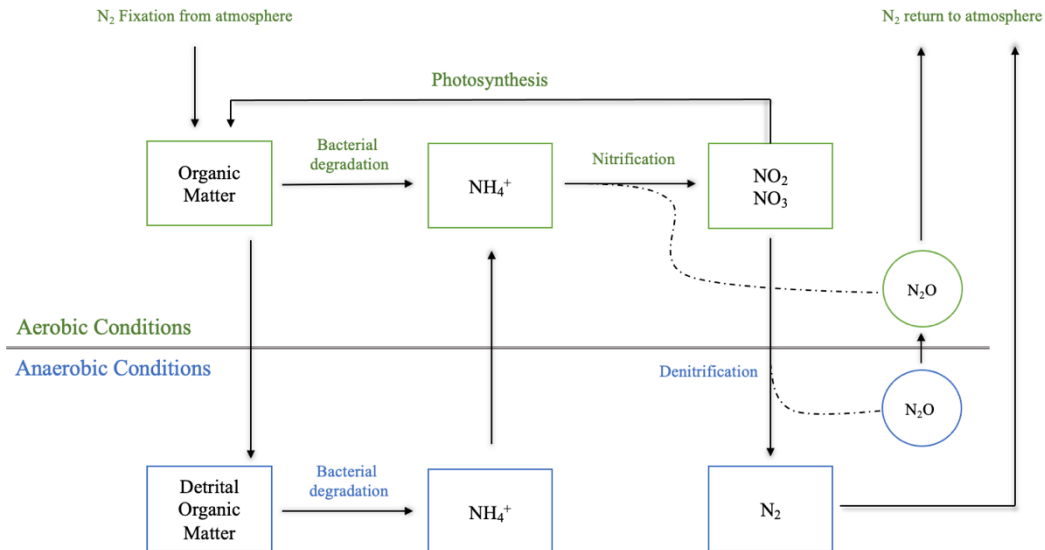 N₂ Fixation from atmosphere
N₂ return to atmosphere
Photosynthesis
Organic
Matter
Bacterial
degradation
NH₄⁺
Nitrification
NO₂
NO₃
N₂O
Aerobic Conditions
Anaerobic Conditions
Denitrification
N₂O
Detrital
Organic
Matter
Bacterial
degradation
NH₄⁺
N₂